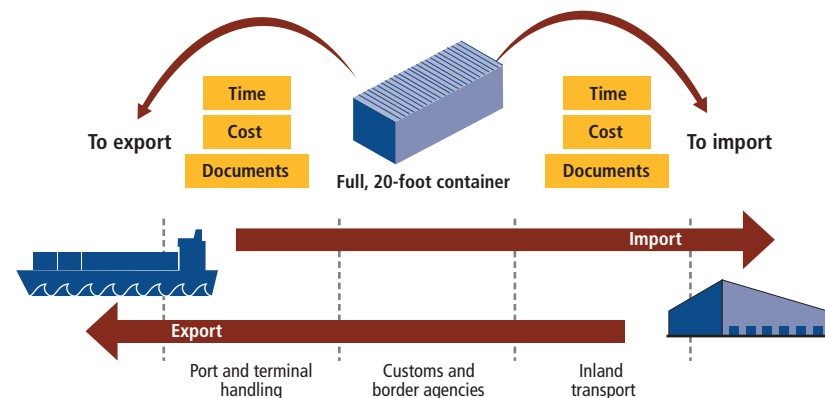 Time
Cost
Documents
To export
Full, 20-foot container
Time
Cost
Documents
To import
Import
Export
Port and terminal
handling
Customs and
border agencies
Inland
transport